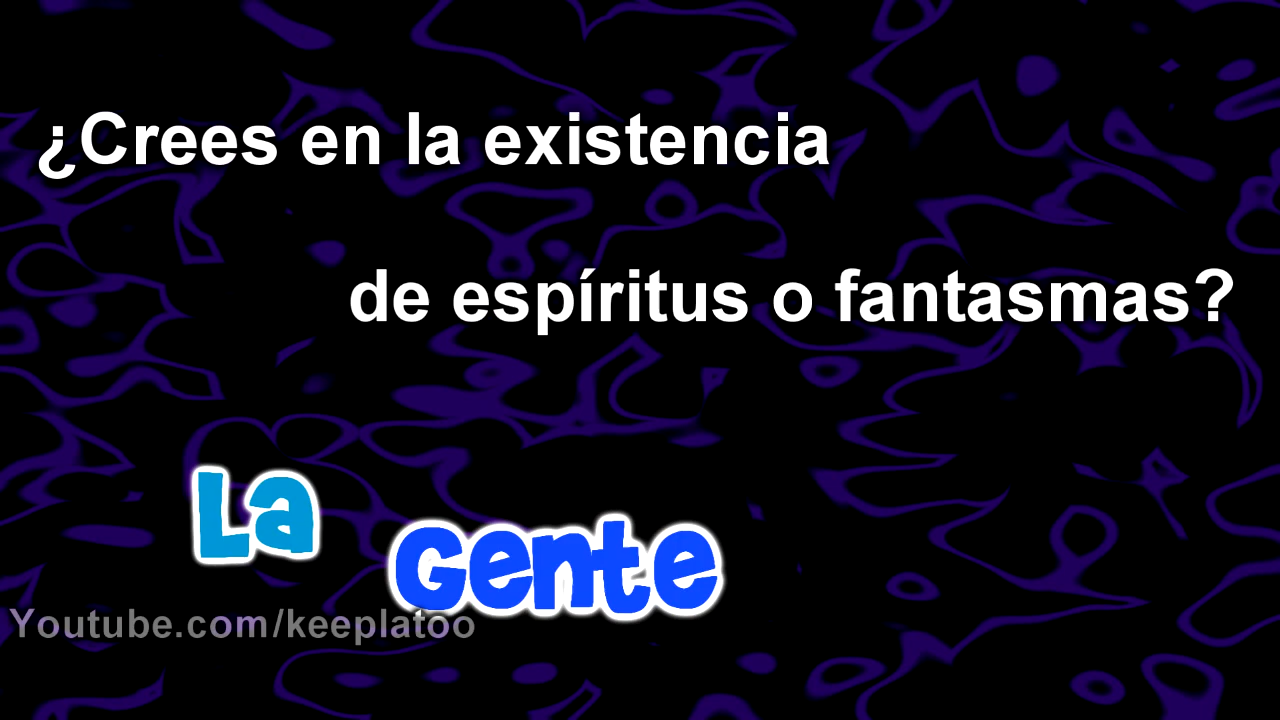 ¿Crees en la existencia
de espíritus o fantasmas?
La
Gente
Youtube.com/keeplatoo